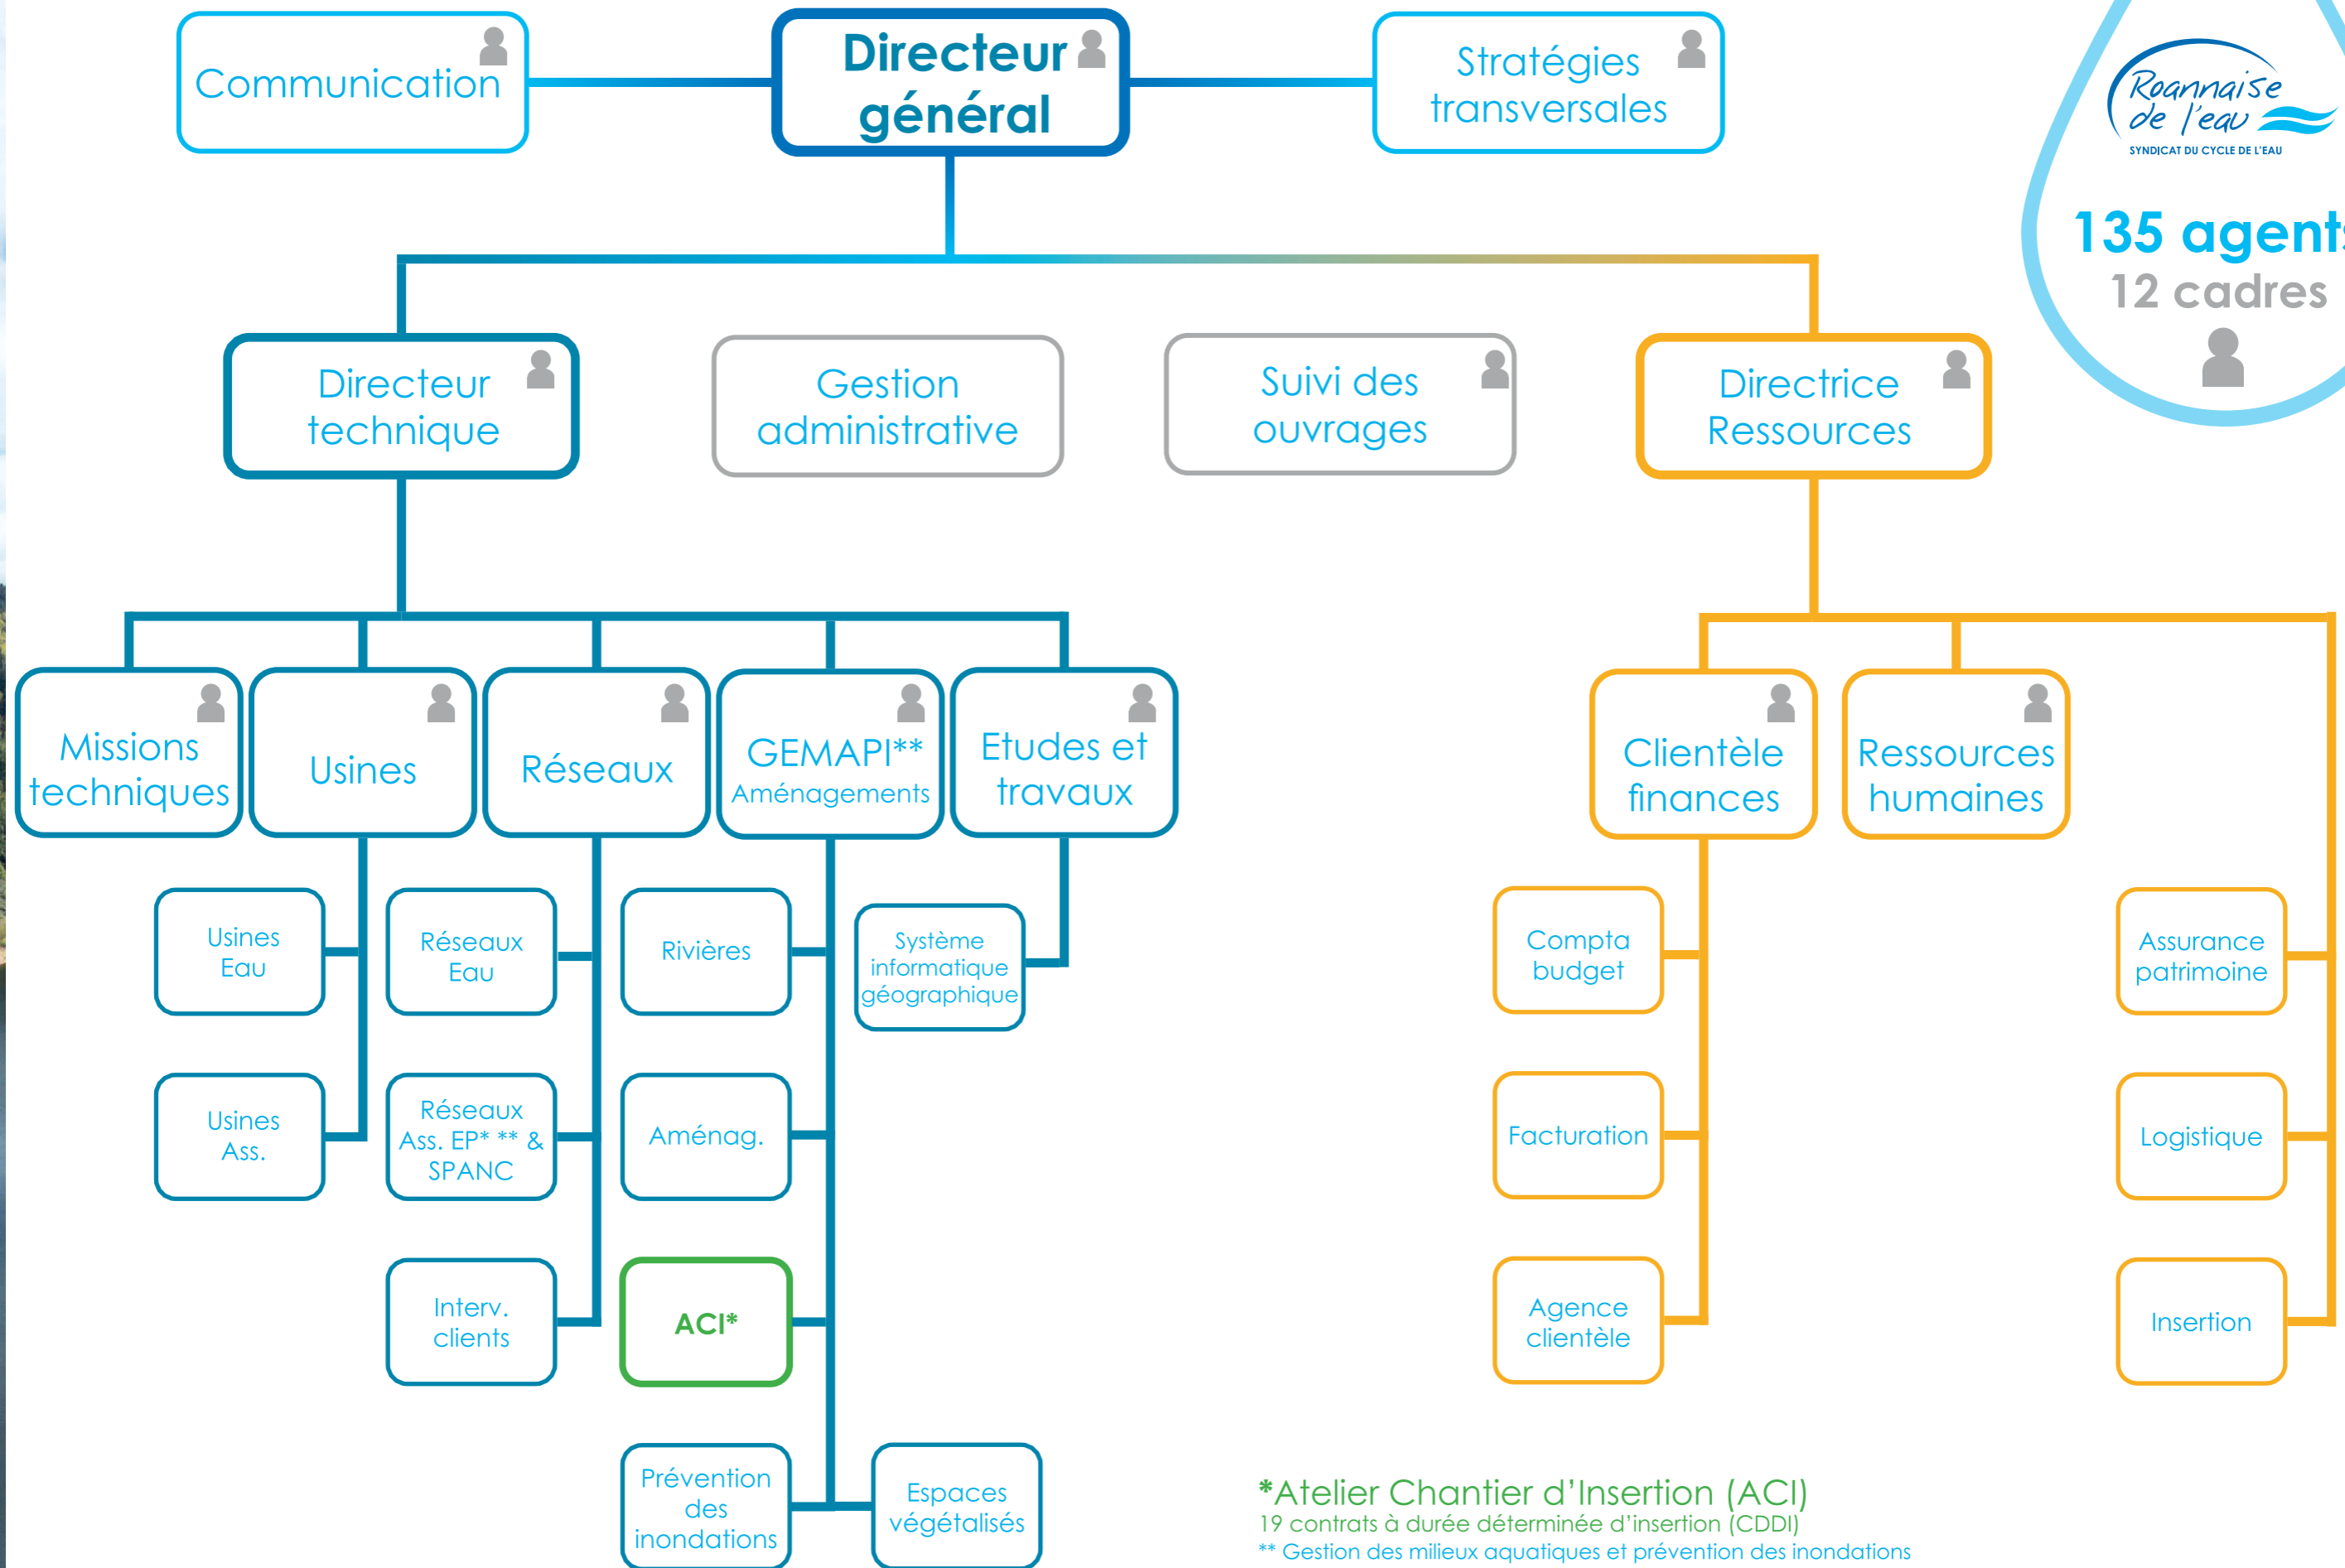 Communication
Directeur
général
Stratégies
transversales
Roannaise
de l'eau
SYNDICAT DU CYCLE DE L'EAU
135 agents
12 cadres
Directeur
technique
Gestion
administrative
Suivi des
ouvrages
Directrice
Ressources
Missions
techniques
Usines
Réseaux
GEMAPI**
Aménagements
Etudes et
travaux
Clientèle
finances
Ressources
humaines
Usines
Eau
Réseaux
Eau
Rivières
Système
informatique
géographique
Compta
budget
Assurance
patrimoine
Usines
Ass.
Réseaux
Ass. EP* ** &
SPANC
Aménag.
Facturation
Logistique
Interv.
clients
ACI*
Agence
clientèle
Insertion
Prévention
des
inondations
Espaces
végétalisés
*Atelier Chantier d'Insertion (ACI)
19 contrats à durée déterminée d'insertion (CDDI)
** Gestion des milieux aquatiques et prévention des inondations